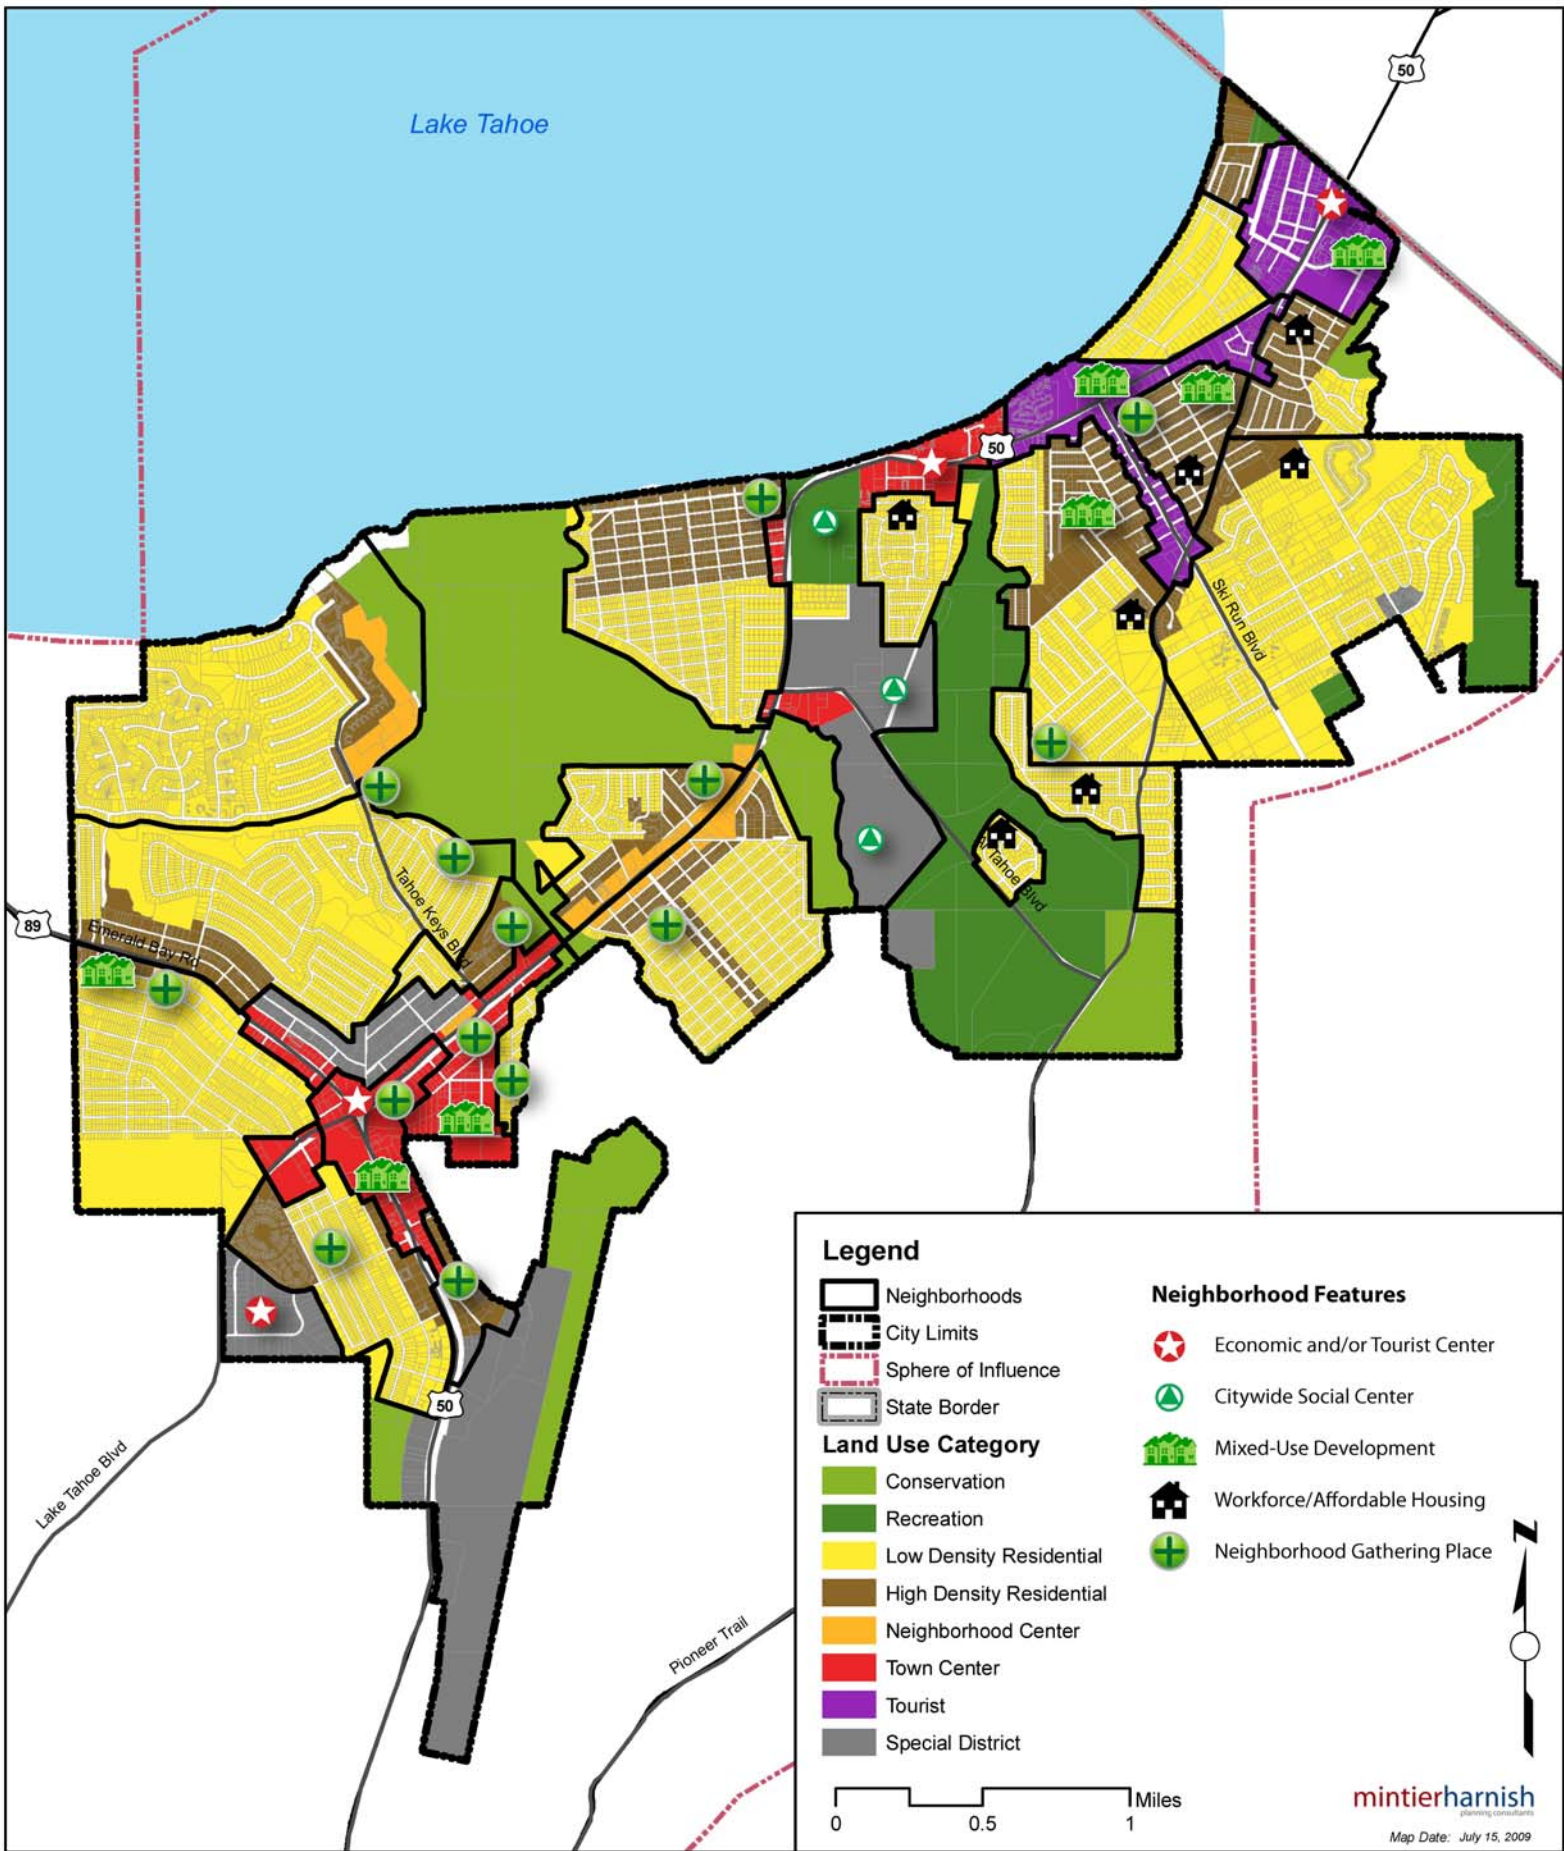 Lake Tahoe
50
50
Ski Run Blvd
Al Tahoe Blvd
Tahoe Keys Blvd
89
Emerald Bay Rd
50
Lake Tahoe Blvd
Pioneer Trail
Legend
Neighborhoods
City Limits
Sphere of Influence
State Border
Land Use Category
Conservation
Recreation
Low Density Residential
High Density Residential
Neighborhood Center
Town Center
Tourist
Special District
Neighborhood Features
Economic and/or Tourist Center
Citywide Social Center
Mixed-Use Development
Workforce/Affordable Housing
Neighborhood Gathering Place
N
Miles
0 0.5 1
mintierharnish
planning consultants
Map Date: July 15, 2009